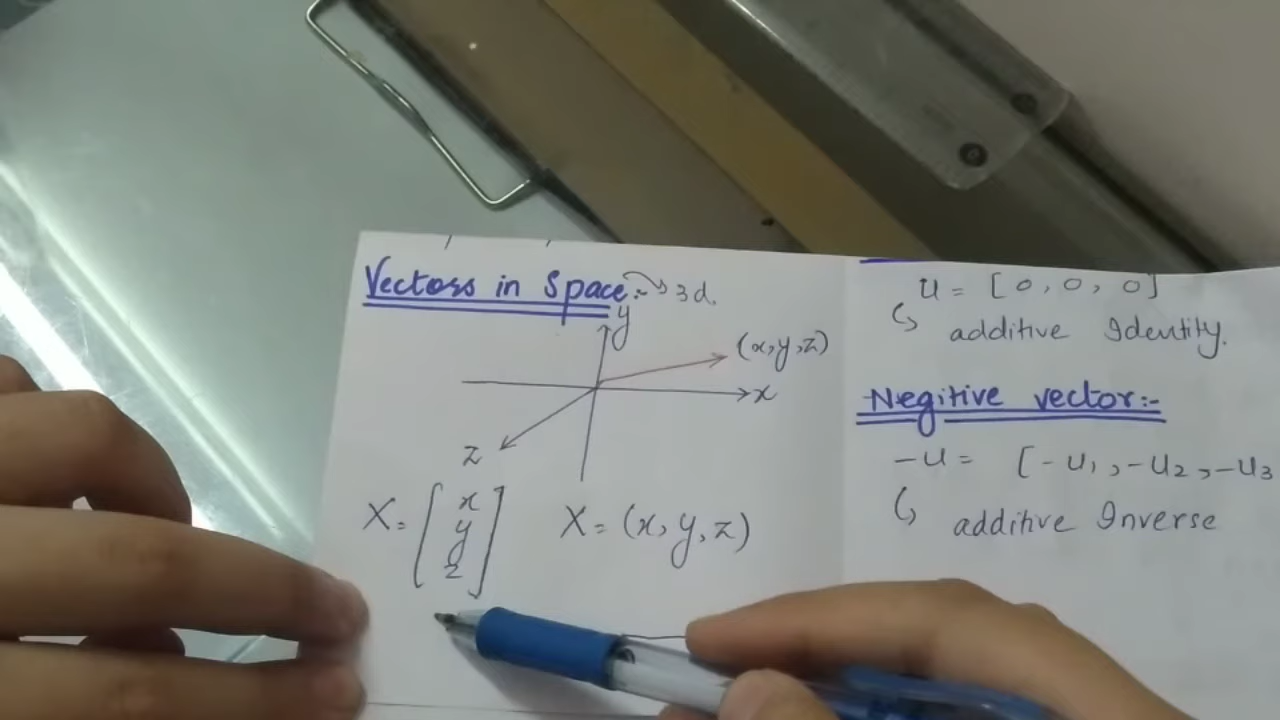 Vectors in Space:- 3d.
y
(x,y,z)
x
z
X = [x
y
z]
X = (x, y, z)
u = [0, 0, 0]
additive Identity.
Negitive vector:-
-u = [-u1, -u2, -u3
additive Inverse